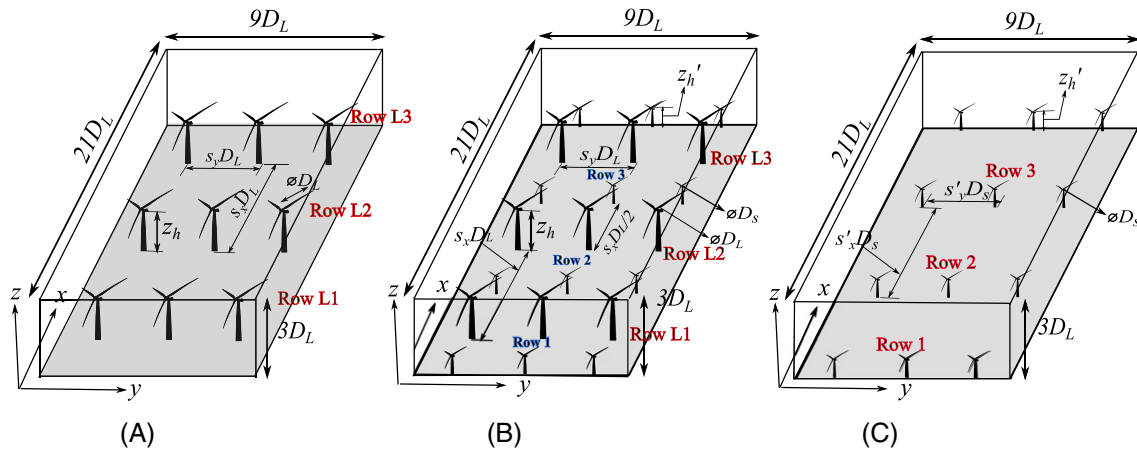 9D_L
21D_L
Row L3
s_yD_L
⌀D_L
s_xD_L
Row L2
z_h
z
x
Row L1
3D_L
y
(A)
9D_L
z_h'
21D_L
s_yD_L
Row L3
Row 3
⌀D_s
z_h
s_xD_L/2
⌀D_L
s_xD_L
Row L2
Row 2
z
x
3D_L
Row 1
Row L1
y
(B)
9D_L
z_h'
21D_L
Row 3
s'_yD_s
⌀D_s
s'_xD_s
Row 2
z
x
3D_L
Row 1
y
(C)